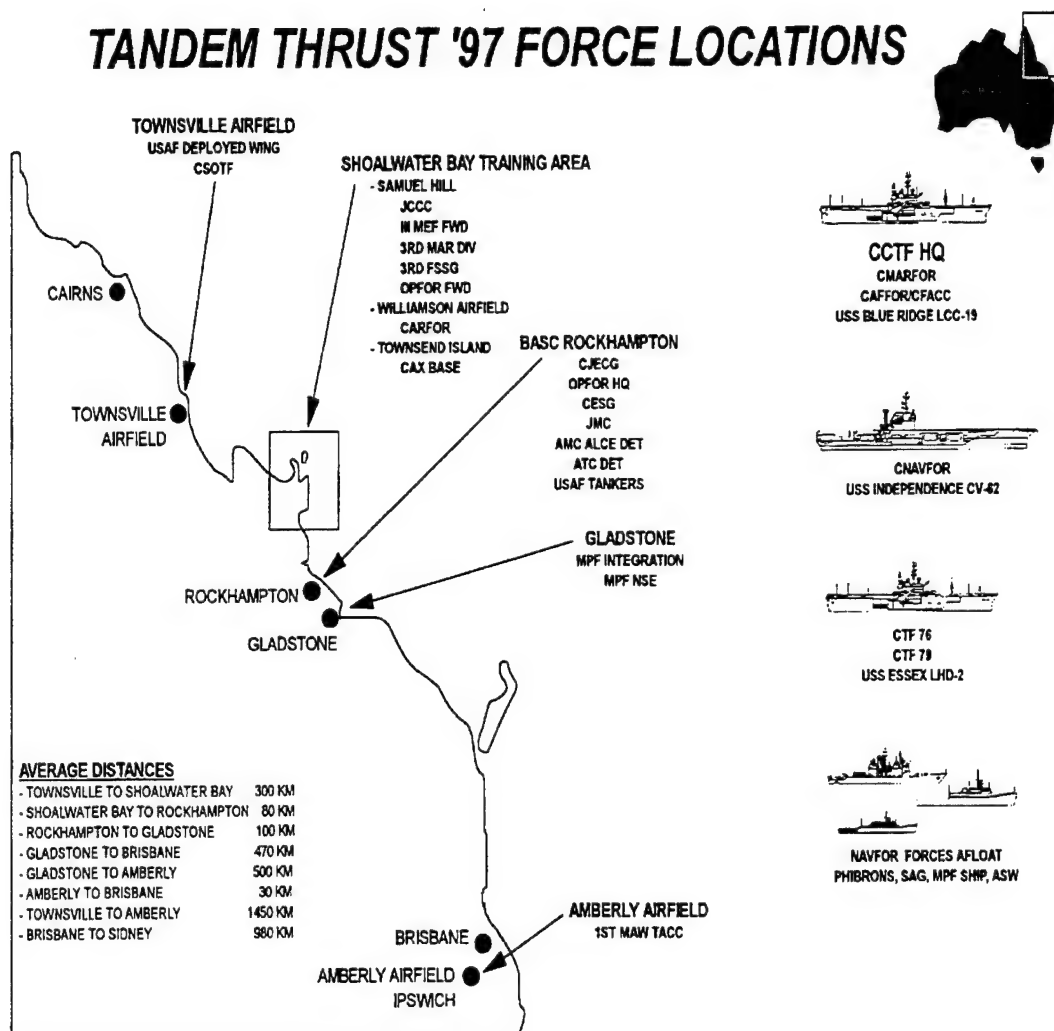 TANDEM THRUST '97 FORCE LOCATIONS
TOWNSVILLE AIRFIELD
USAF DEPLOYED WING
CSOTF
SHOALWATER BAY TRAINING AREA
- SAMUEL HILL
JCCC
III MEF FWD
3RD MAR DIV
3RD FSSG
OPFOR FWD
- WILLIAMSON AIRFIELD
CARFOR
- TOWNSEND ISLAND
CAX BASE
CAIRNS
TOWNSVILLE
AIRFIELD
BASC ROCKHAMPTON
CJECG
OPFOR HQ
CESG
JMC
AMC ALCE DET
ATC DET
USAF TANKERS
GLADSTONE
MPF INTEGRATION
MPF NSE
ROCKHAMPTON
GLADSTONE
CCTF HQ
CMARFOR
CAFFOR/CFACC
USS BLUE RIDGE LCC-19
CNAVFOR
USS INDEPENDENCE CV-62
CTF 76
CTF 79
USS ESSEX LHD-2
NAVFOR FORCES AFLOAT
PHIBRONS, SAG, MPF SHIP, ASW
AVERAGE DISTANCES
- TOWNSVILLE TO SHOALWATER BAY 300 KM
- SHOALWATER BAY TO ROCKHAMPTON 80 KM
- ROCKHAMPTON TO GLADSTONE 100 KM
- GLADSTONE TO BRISBANE 470 KM
- GLADSTONE TO AMBERLY 500 KM
- AMBERLY TO BRISBANE 30 KM
- TOWNSVILLE TO AMBERLY 1450 KM
- BRISBANE TO SIDNEY 980 KM
AMBERLY AIRFIELD
1ST MAW TACC
BRISBANE
AMBERLY AIRFIELD
IPSWICH